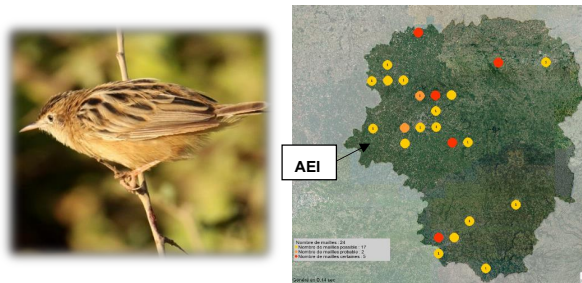 AEI
Nombre de mailles : 24
Nombre de mailles possible : 17
Nombre de mailles probable : 2
Nombre de mailles certaines : 5